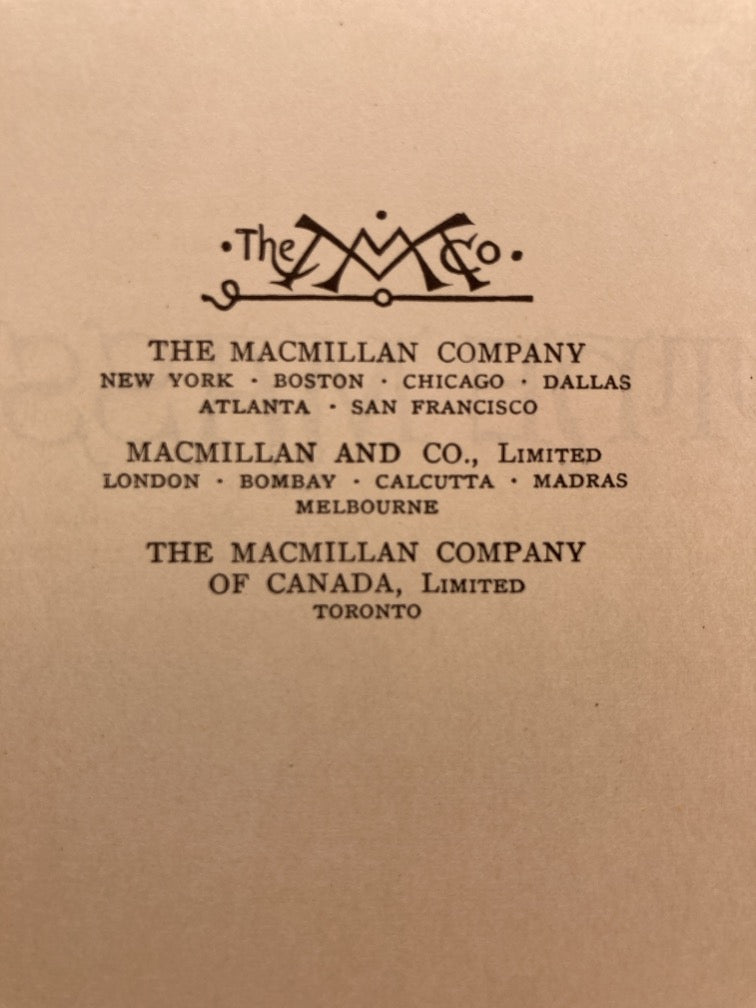 The M Co
THE MACMILLAN COMPANY
NEW YORK · BOSTON · CHICAGO · DALLAS
ATLANTA · SAN FRANCISCO
MACMILLAN AND CO., LIMITED
LONDON · BOMBAY · CALCUTTA · MADRAS
MELBOURNE
THE MACMILLAN COMPANY
OF CANADA, LIMITED
TORONTO